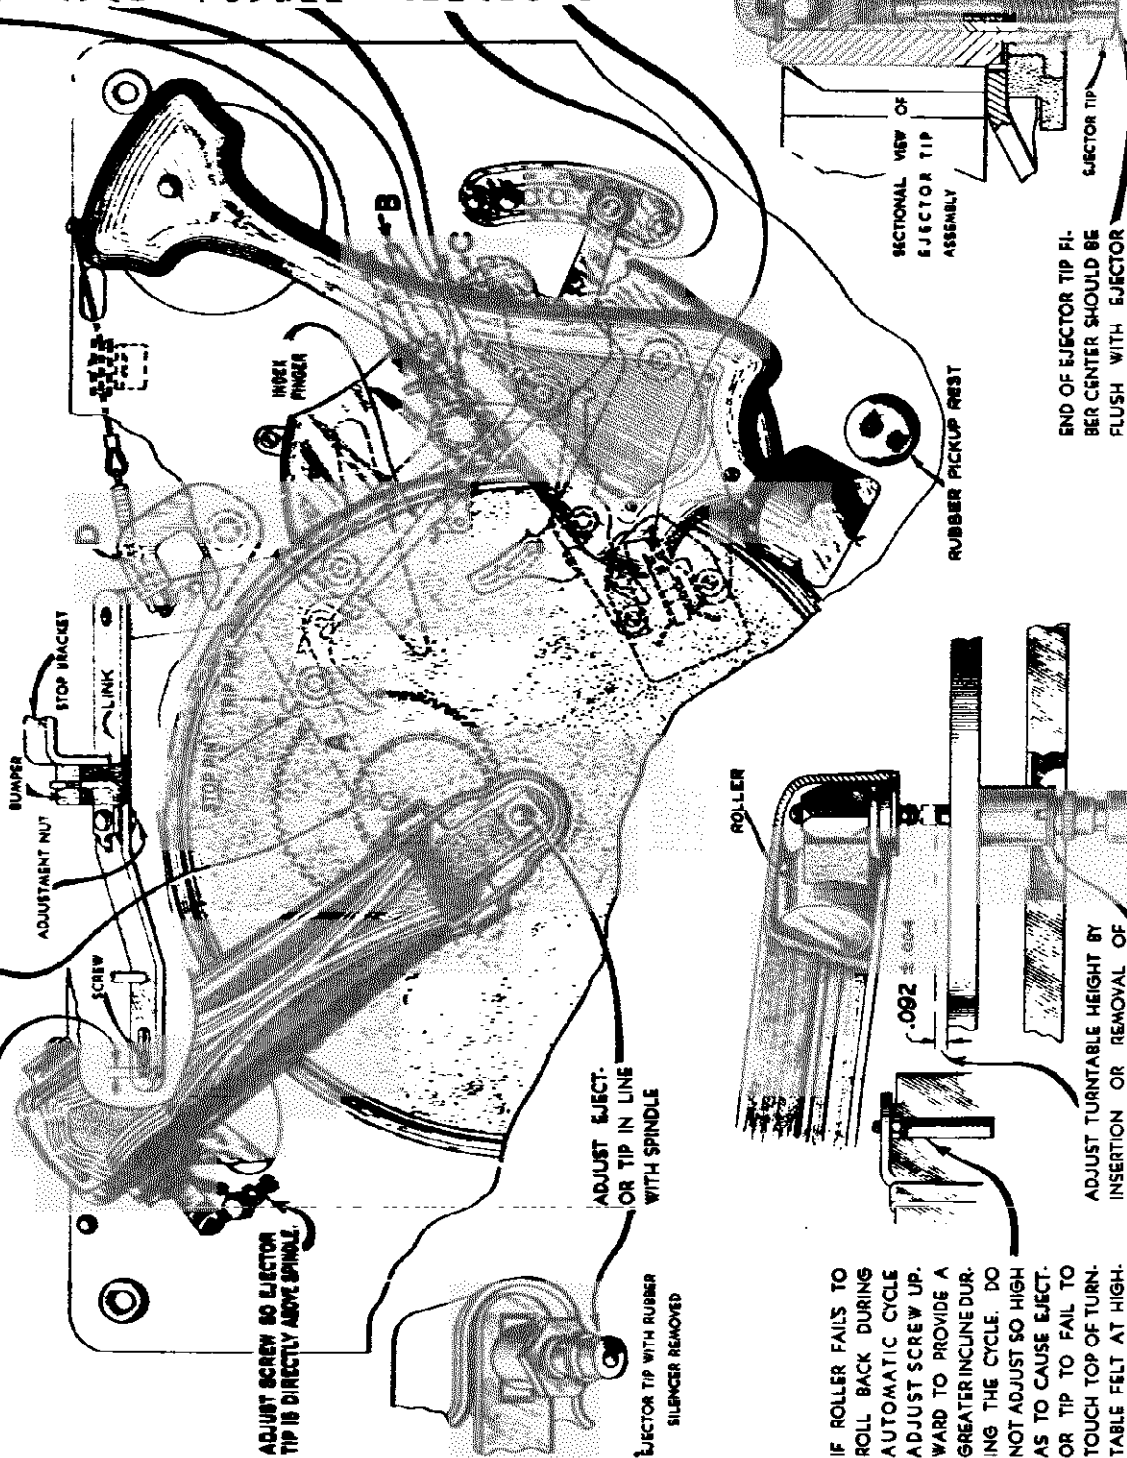 BUMPER
ADJUSTMENT NUT
STOP BRACKET
LINK
SCREW
D
INDEX
FINGER
B
C
A
SECTIONAL VIEW OF
EJECTOR TIP
ASSEMBLY
EJECTOR TIP
END OF EJECTOR TIP FI-
BER CENTER SHOULD BE
FLUSH WITH EJECTOR
RUBBER PICKUP REST
ADJUST SCREW SO EJECTOR
TIP IS DIRECTLY ABOVE SPINDLE.
ADJUST EJECT-
OR TIP IN LINE
WITH SPINDLE
EJECTOR TIP WITH RUBBER
SILENCER REMOVED
ROLLER
.092
IF ROLLER FAILS TO
ROLL BACK DURING
AUTOMATIC CYCLE
ADJUST SCREW UP-
WARD TO PROVIDE A
GREATER INCLINE DUR-
ING THE CYCLE. DO
NOT ADJUST SO HIGH
AS TO CAUSE EJECT-
OR TIP TO FAIL TO
TOUCH TOP OF TURN-
TABLE FELT AT HIGH-
ADJUST TURNTABLE HEIGHT BY
INSERTION OR REMOVAL OF